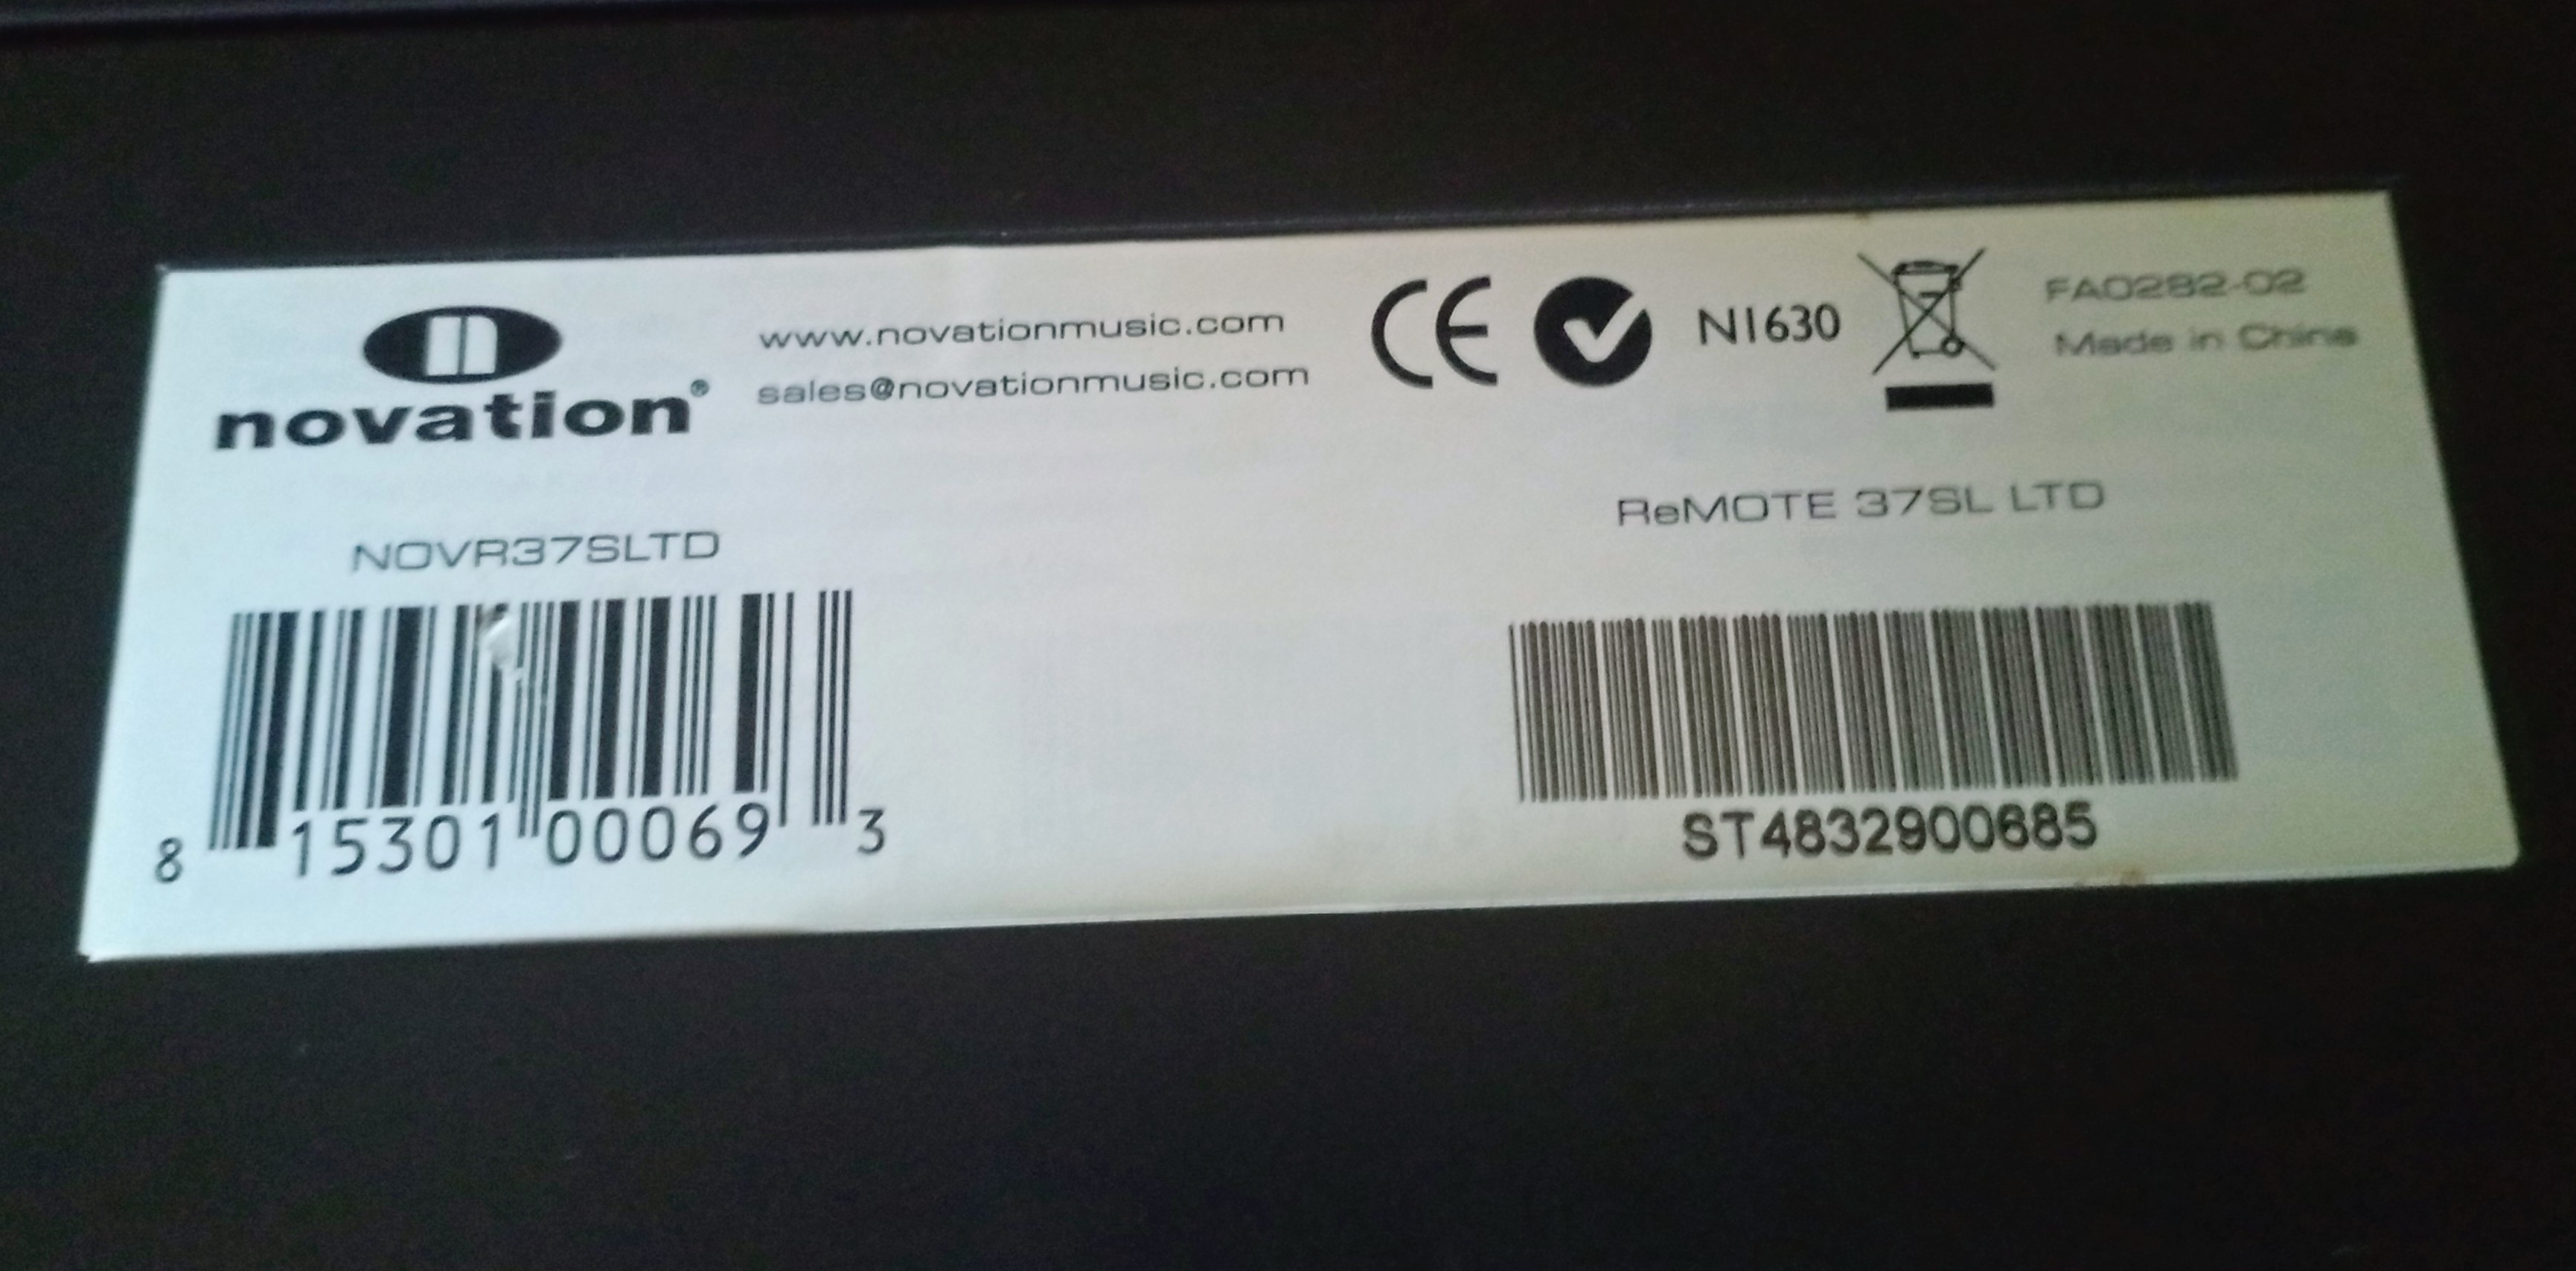 novation®
www.novationmusic.com
sales@novationmusic.com
CE
N1630
FA0282-02
Made in China
NOVR37SLTD
8 15301 00069 3
ReMOTE 37SL LTD
ST4832900685